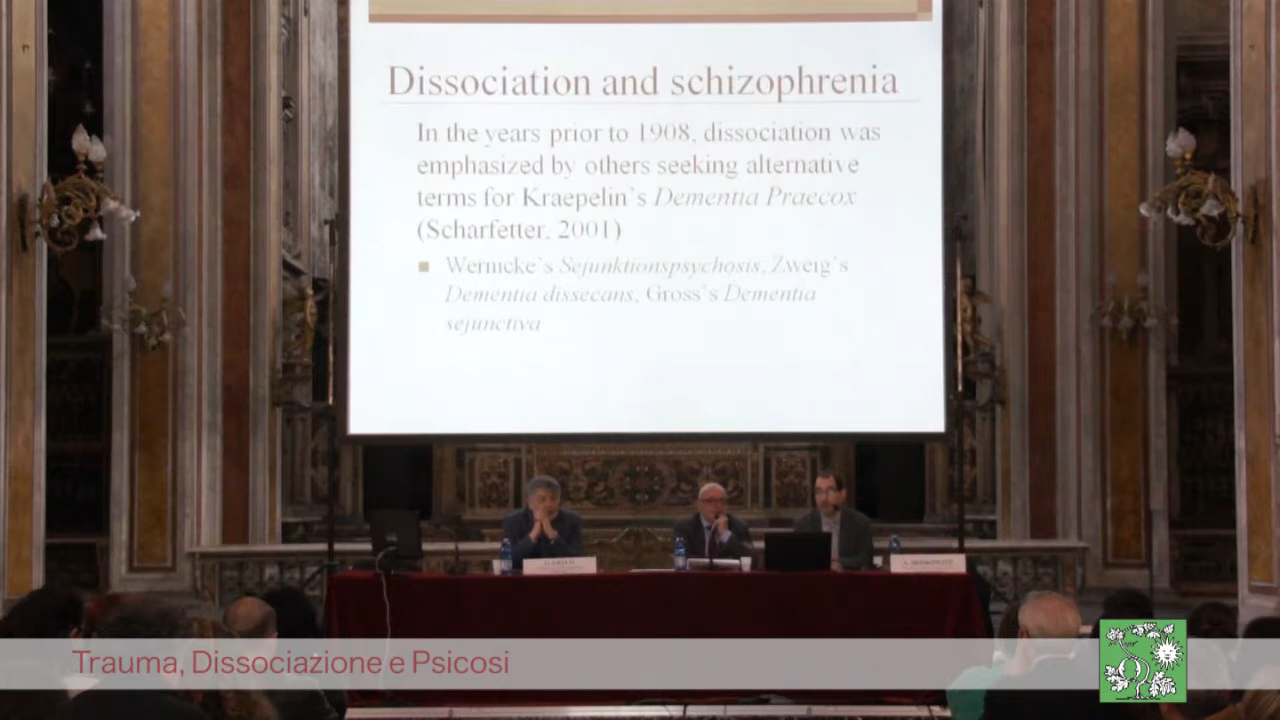 Dissociation and schizophrenia
In the years prior to 1908, dissociation was
emphasized by others seeking alternative
terms for Kraepelin's Dementia Praecox
(Scharfetter, 2001)
Wernicke's Sejunktionspsychosis, Zweig's
Dementia dissecans, Gross's Dementia
sejunctiva
Trauma, Dissociazione e Psicosi